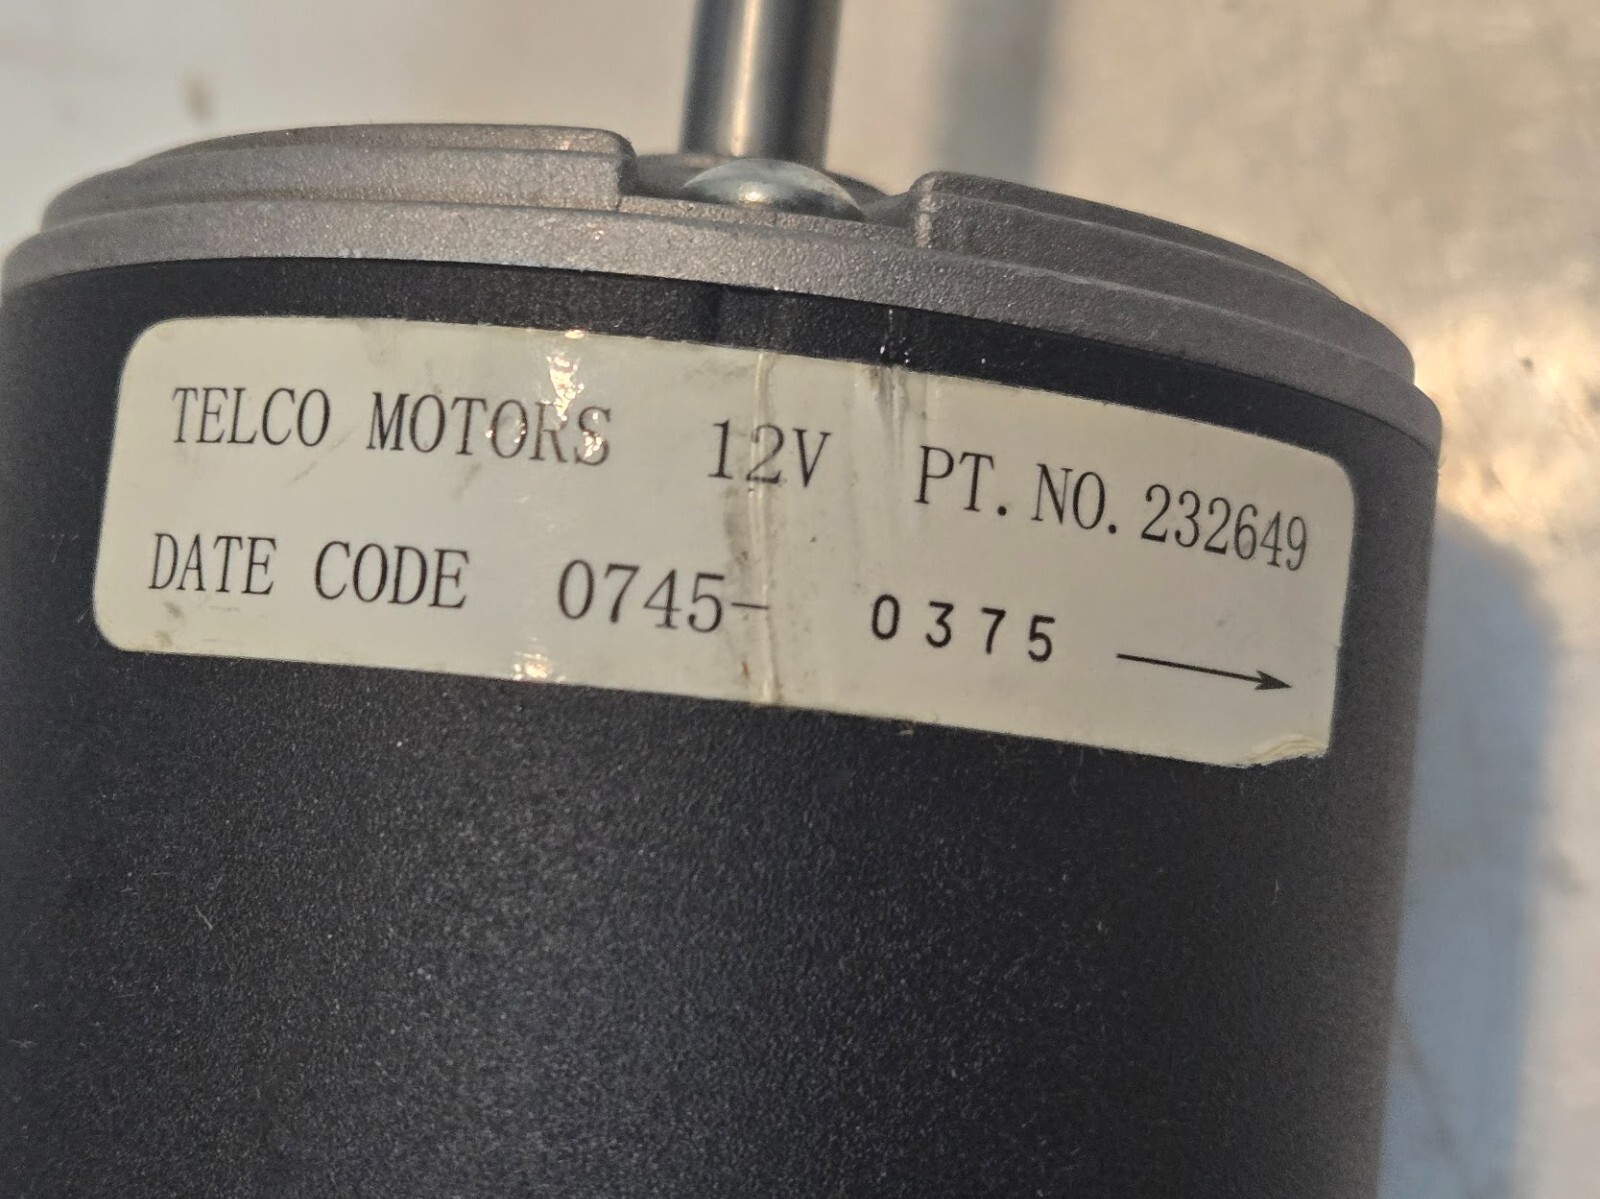 TELCO MOTORS 12V PT. NO. 232649
DATE CODE 0745- 0375